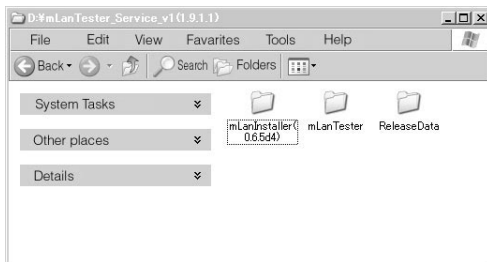 D:¥mLanTester_Service_v1(1.9.1.1)
File Edit View Favarites Tools Help
Back Search Folders
System Tasks
Other places
Details
mLanInstaller(
0.6.5d4)
mLanTester
ReleaseData